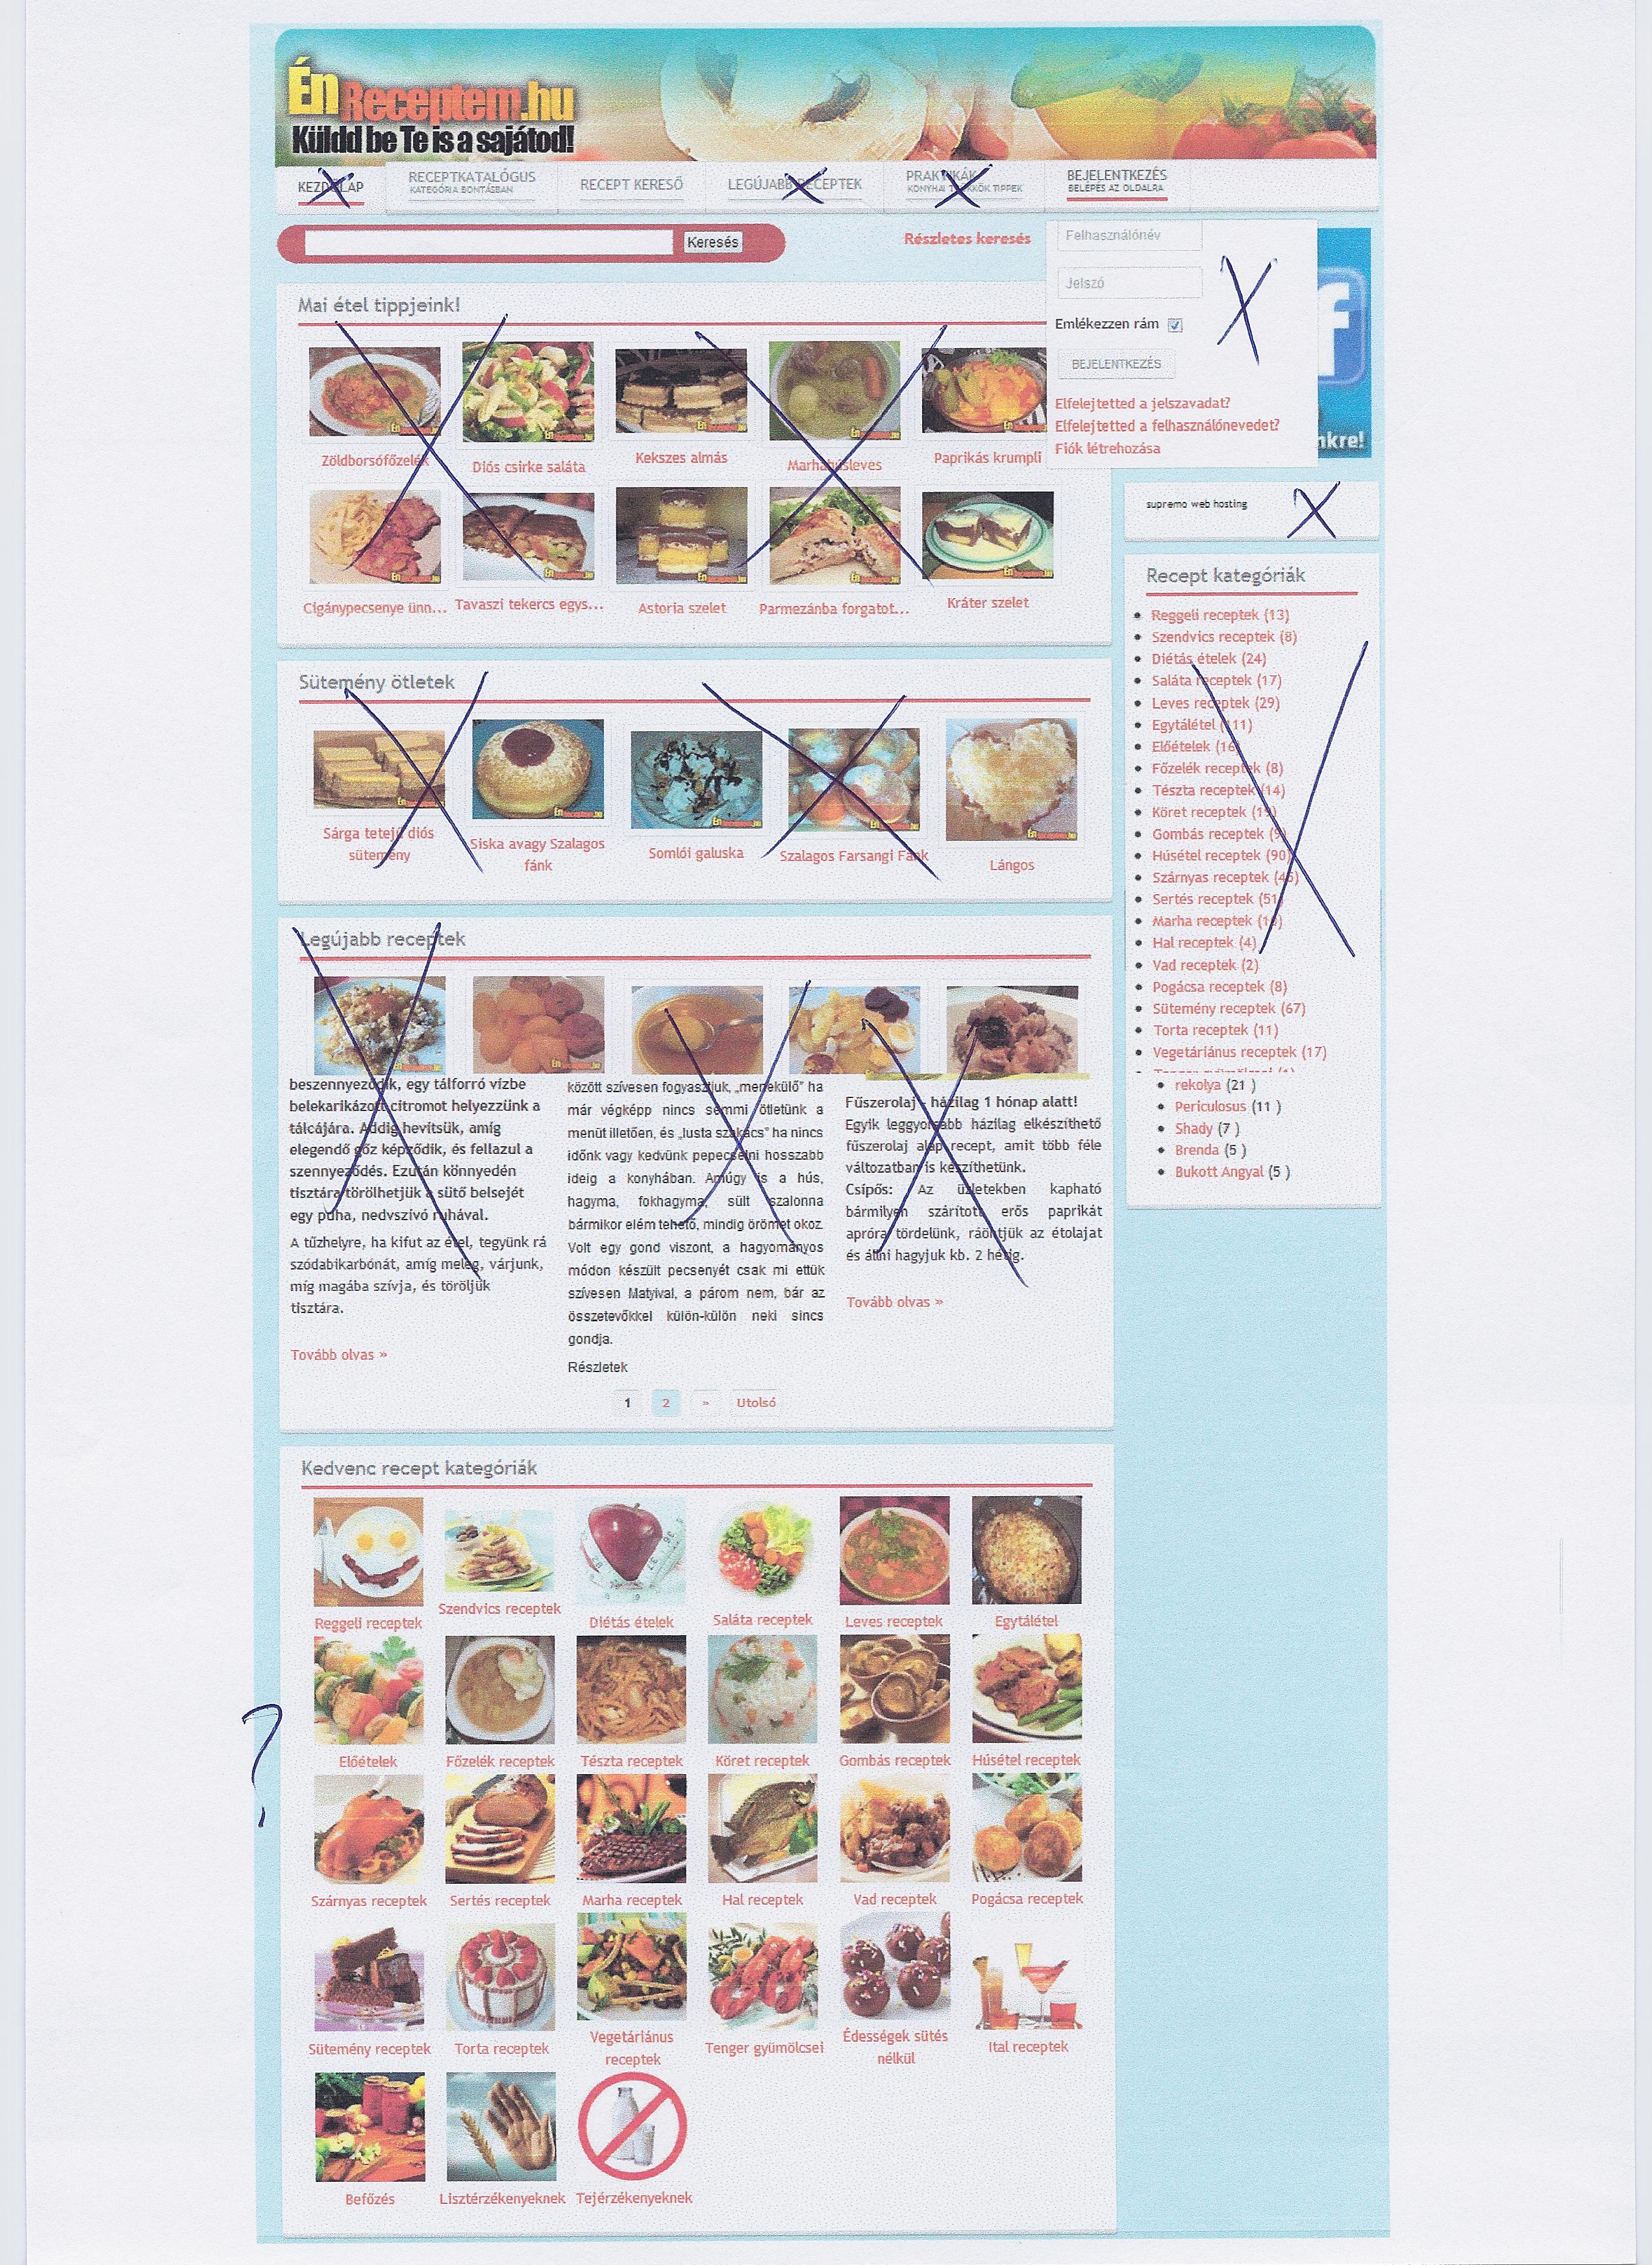 Én Receptem.hu
Küldd be Te is a sajátod!
KEZDŐLAP
RECEPTKATALÓGUS
KATEGÓRIA BONTÁSBAN
RECEPT KERESŐ
LEGÚJABB RECEPTEK
PRAKTIKÁK
KONYHAI TRÜKKÖK TIPPEK
BEJELENTKEZÉS
BELÉPÉS AZ OLDALRA
Keresés
Részletes keresés
Felhasználónév
Jelszó
Emlékezzen rám
BEJELENTKEZÉS
Elfelejtetted a jelszavadat?
Elfelejtetted a felhasználónevedet?
Fiók létrehozása
f
nkre!
Mai étel tippjeink!
Zöldborsófőzelék
Diós csirke saláta
Kekszes almás
Marhahúsleves
Paprikás krumpli
Cigánypecsenye ünn...
Tavaszi tekercs egys...
Astoria szelet
Parmezánba forgatot...
Kráter szelet
supremo web hosting
Recept kategóriák
Reggeli receptek (13)
Szendvics receptek (8)
Diétás ételek (24)
Saláta receptek (17)
Leves receptek (29)
Egytálétel (111)
Előételek (16)
Főzelék receptek (8)
Tészta receptek (14)
Köret receptek (19)
Gombás receptek (9)
Húsétel receptek (90)
Szárnyas receptek (45)
Sertés receptek (51)
Marha receptek
Hal receptek (4)
Vad receptek (2)
Pogácsa receptek (8)
Sütemény receptek (67)
Torta receptek (11)
Vegetáriánus receptek (17)
rekolya (21 )
Periculosus (11 )
Shady (7 )
Brenda (5 )
Bukott Angyal (5 )
Sütemény ötletek
Sárga tetejű diós
sütemény
Siska avagy Szalagos
fánk
Somlói galuska
Szalagos Farsangi Fánk
Lángos
Legújabb receptek
beszennyeződik, egy tálforró vízbe
belekarikázott citromot helyezzünk a
tálcájára. Addig hevítsük, amíg
elegendő gőz képződik, és fellazul a
szennyeződés. Ezután könnyedén
tisztára törölhetjük a sütő belsejét
egy puha, nedvszívó ruhával.
A tűzhelyre, ha kifut az étel, tegyünk rá
szódabikarbónát, amíg meleg, várjunk,
míg magába szívja, és töröljük
tisztára.
Tovább olvas »
között szívesen fogyasztjuk, „menekülő” ha
már végképp nincs semmi ötletünk a
menüt illetően, és „lusta szakács” ha nincs
időnk vagy kedvünk pepecselni hosszabb
ideig a konyhában. Amúgy is a hús,
hagyma, fokhagyma, sült szalonna
bármikor elém tehető, mindig örömet okoz.
Volt egy gond viszont, a hagyományos
módon készült pecsenyét csak mi ettük
szívesen Matyival, a párom nem, bár az
összetevőkkel külön-külön neki sincs
gondja.
Részletek
Fűszerolaj - házilag 1 hónap alatt!
Egyik leggyorsabb házilag elkészíthető
fűszerolaj alap recept, amit több féle
változatban is készíthetünk.
Csípős: Az üzletekben kapható
bármilyen szárított erős paprikát
apróra tördelünk, ráöntjük az étolajat
és állni hagyjuk kb. 2 hétig.
Tovább olvas »
1 2 » Utolsó
Kedvenc recept kategóriák
Reggeli receptek
Szendvics receptek
Diétás ételek
Saláta receptek
Leves receptek
Egytálétel
?
Előételek
Főzelék receptek
Tészta receptek
Köret receptek
Gombás receptek
Húsétel receptek
Szárnyas receptek
Sertés receptek
Marha receptek
Hal receptek
Vad receptek
Pogácsa receptek
Sütemény receptek
Torta receptek
Vegetáriánus
receptek
Tenger gyümölcsei
Édességek sütés
nélkül
Ital receptek
Befőzés
Lisztérzékenyeknek
Tejérzékenyeknek